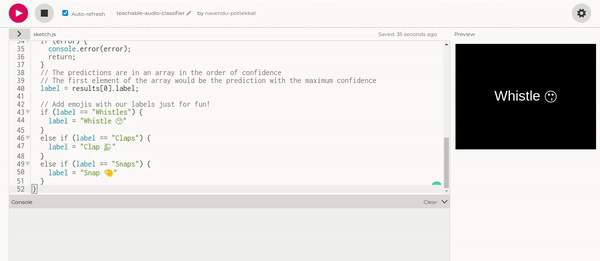 Auto-refresh teachable-audio-classifier by navendu-pottekkat
sketch.js Saved: 35 seconds ago Preview
34 if (error) {
35 console.error(error);
36 return;
37 }
38 // The predictions are in an array in the order of confidence
39 // The first element of the array would be the prediction with the maximum confidence
40 label = results[0].label;
41
42 // Add emojis with our labels just for fun!
43 if (label == "Whistles") {
44 label = "Whistle 😗"
45 }
46 else if (label == "Claps") {
47 label = "Clap 👏"
48 }
49 else if (label == "Snaps") {
50 label = "Snap 🤏"
51 }
52 }
Whistle 😗
Console Clear